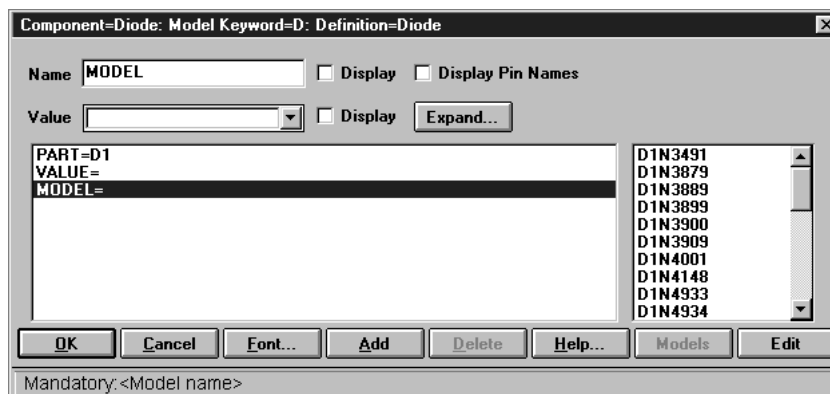 Component=Diode: Model Keyword=D: Definition=Diode
Name MODEL Display Display Pin Names
Value Display Expand...
PART=D1
VALUE=
MODEL=
D1N3491
D1N3879
D1N3889
D1N3899
D1N3900
D1N3909
D1N4001
D1N4148
D1N4933
D1N4934
OK Cancel Font... Add Delete Help... Models Edit
Mandatory:<Model name>